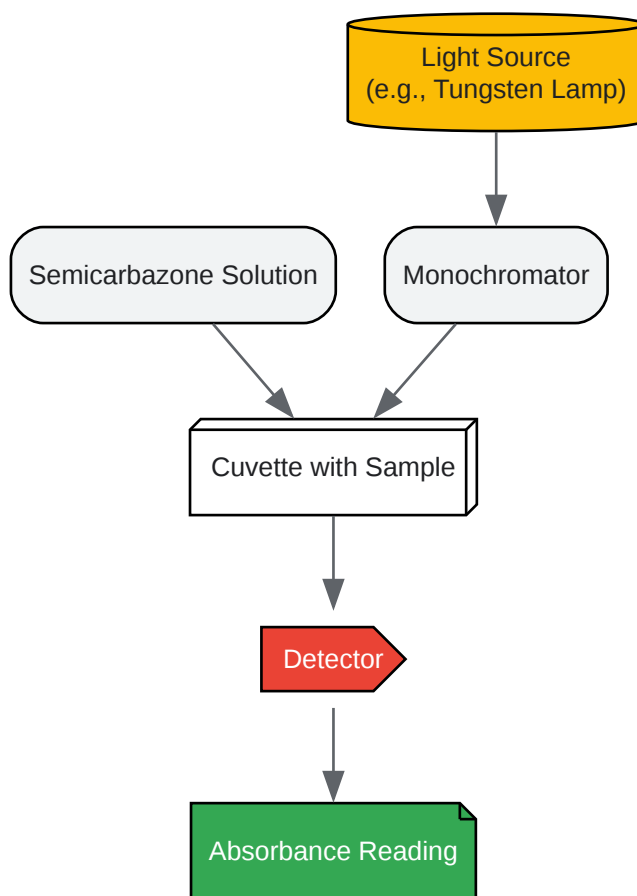 Light Source
(e.g., Tungsten Lamp)
Semicarbazone Solution
Monochromator
Cuvette with Sample
Detector
Absorbance Reading